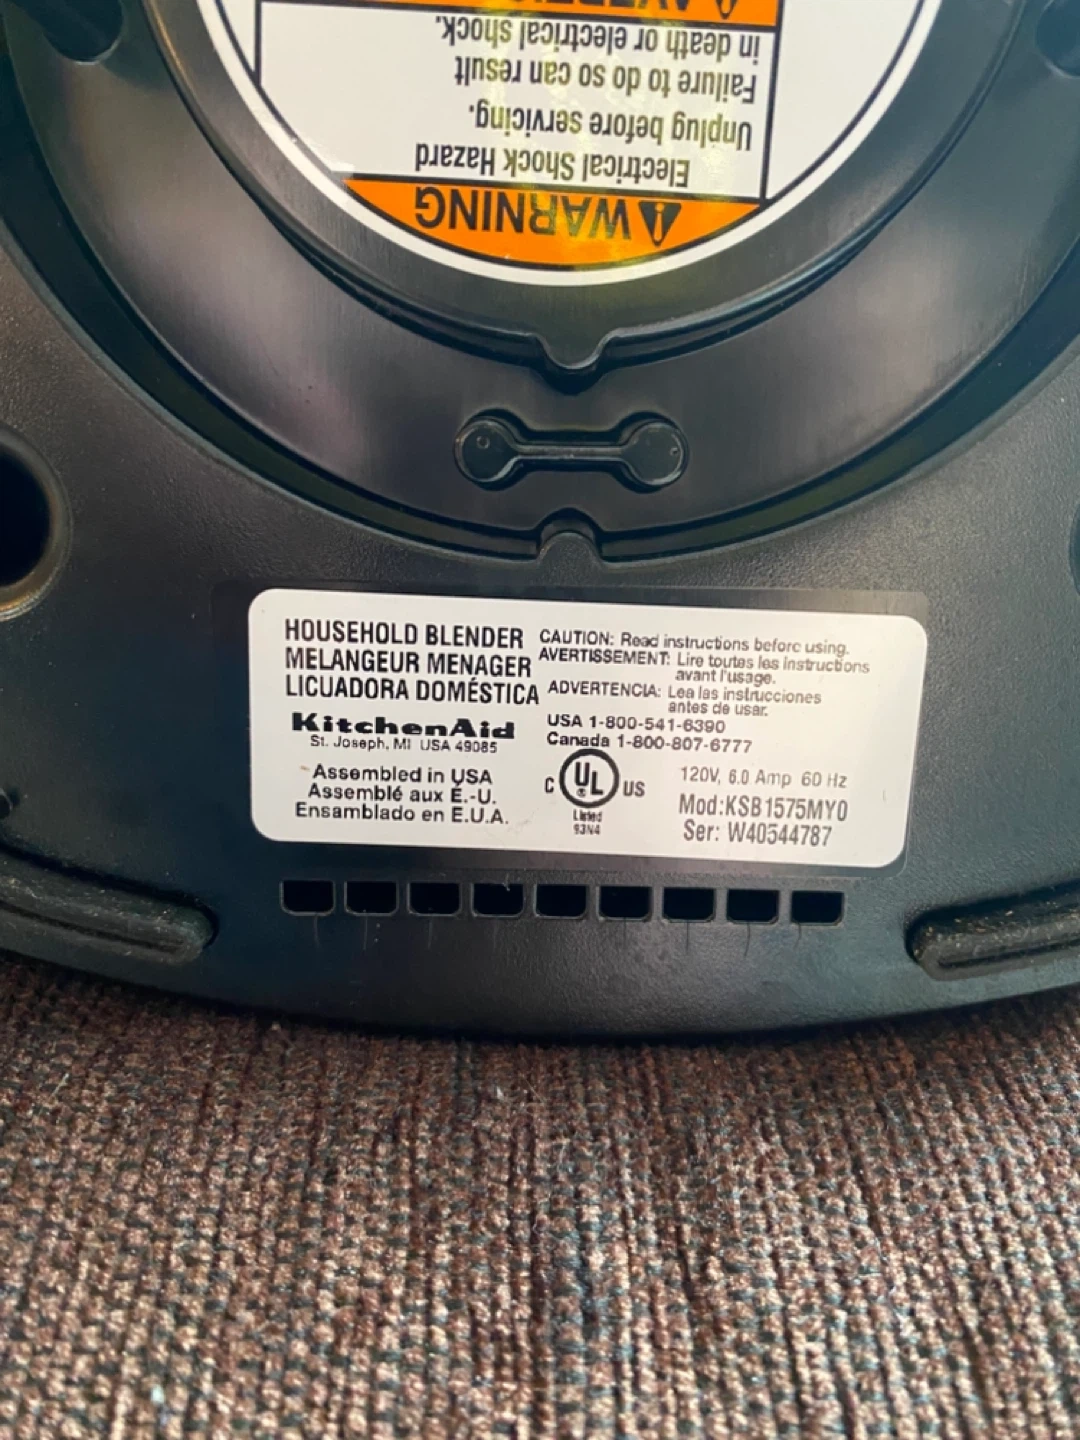 WARNING
Electrical Shock Hazard
Unplug before servicing.
Failure to do so can result
in death or electrical shock.
HOUSEHOLD BLENDER
MELANGEUR MENAGER
LICUADORA DOMÉSTICA
KitchenAid
St. Joseph, MI USA 49085
Assembled in USA
Assemblé aux É.-U.
Ensamblado en E.U.A.
CAUTION: Read instructions before using.
AVERTISSEMENT: Lire toutes les instructions
avant l'usage.
ADVERTENCIA: Lea las instrucciones
antes de usar.
USA 1-800-541-6390
Canada 1-800-807-6777
C UL US
®
Listed
93N4
120V, 6.0 Amp 60 Hz
Mod:KSB1575MY0
Ser: W40544787